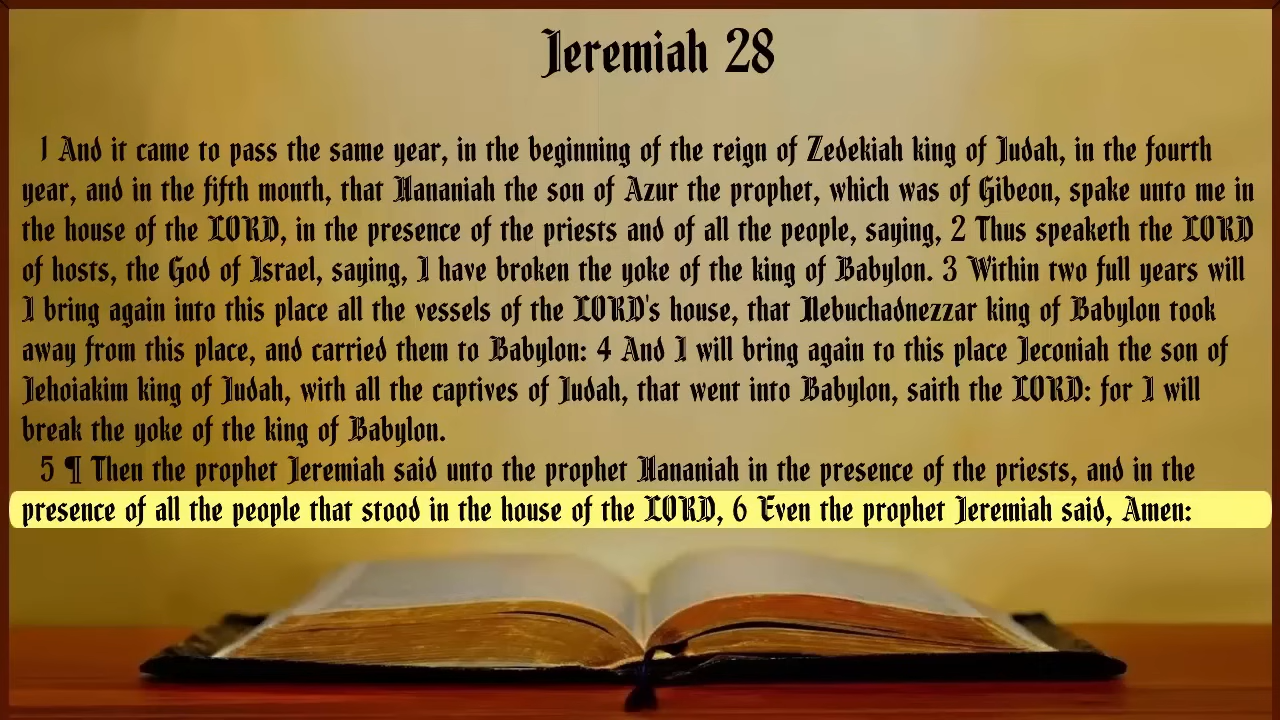 Jeremiah 28
1 And it came to pass the same year, in the beginning of the reign of Zedekiah king of Judah, in the fourth
year, and in the fifth month, that Hananiah the son of Azur the prophet, which was of Gibeon, spake unto me in
the house of the LORD, in the presence of the priests and of all the people, saying, 2 Thus speaketh the LORD
of hosts, the God of Israel, saying, I have broken the yoke of the king of Babylon. 3 Within two full years will
I bring again into this place all the vessels of the LORD's house, that Nebuchadnezzar king of Babylon took
away from this place, and carried them to Babylon: 4 And I will bring again to this place Jeconiah the son of
Jehoiakim king of Judah, with all the captives of Judah, that went into Babylon, saith the LORD: for I will
break the yoke of the king of Babylon.
5 ¶ Then the prophet Jeremiah said unto the prophet Hananiah in the presence of the priests, and in the
presence of all the people that stood in the house of the LORD, 6 Even the prophet Jeremiah said, Amen: